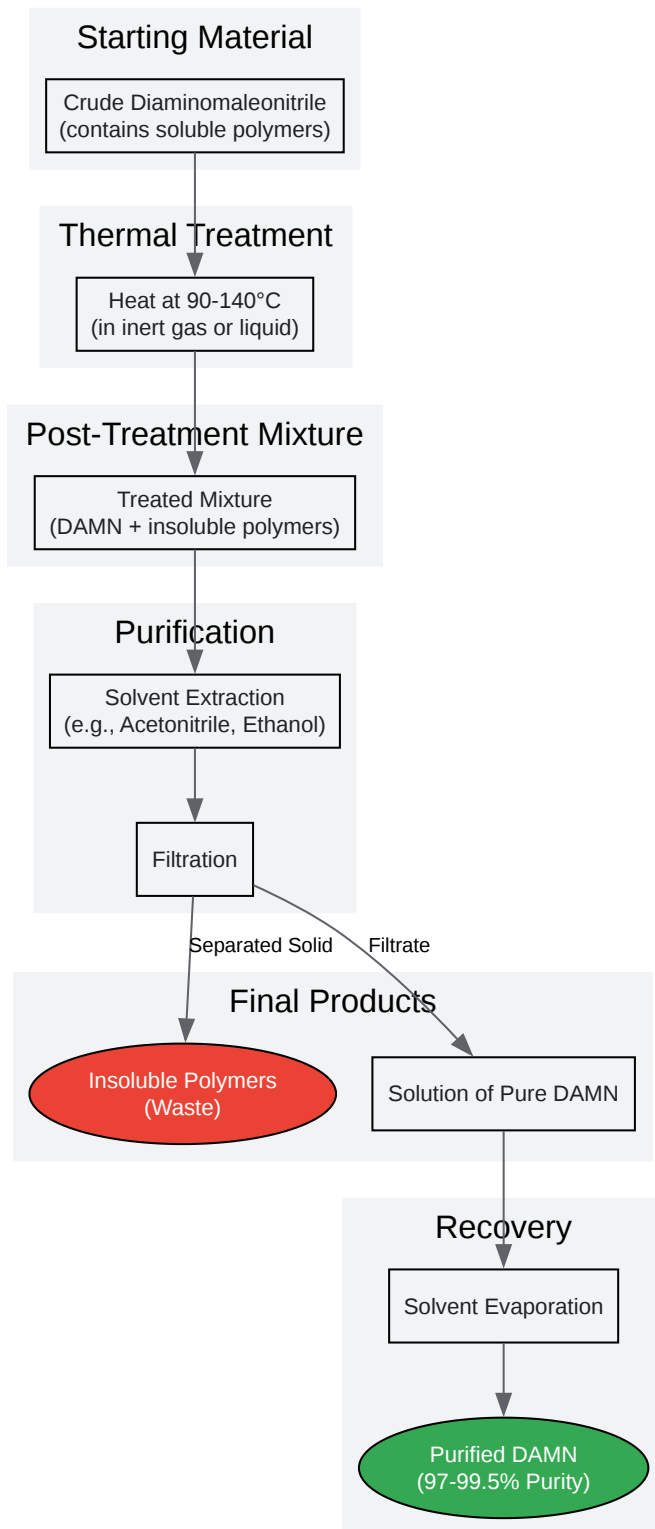 Starting Material
Crude Diaminomaleonitrile
(contains soluble polymers)
Thermal Treatment
Heat at 90-140°C
(in inert gas or liquid)
Post-Treatment Mixture
Treated Mixture
(DAMN + insoluble polymers)
Purification
Solvent Extraction
(e.g., Acetonitrile, Ethanol)
Filtration
Separated Solid
Filtrate
Final Products
Insoluble Polymers
(Waste)
Solution of Pure DAMN
Recovery
Solvent Evaporation
Purified DAMN
(97-99.5% Purity)